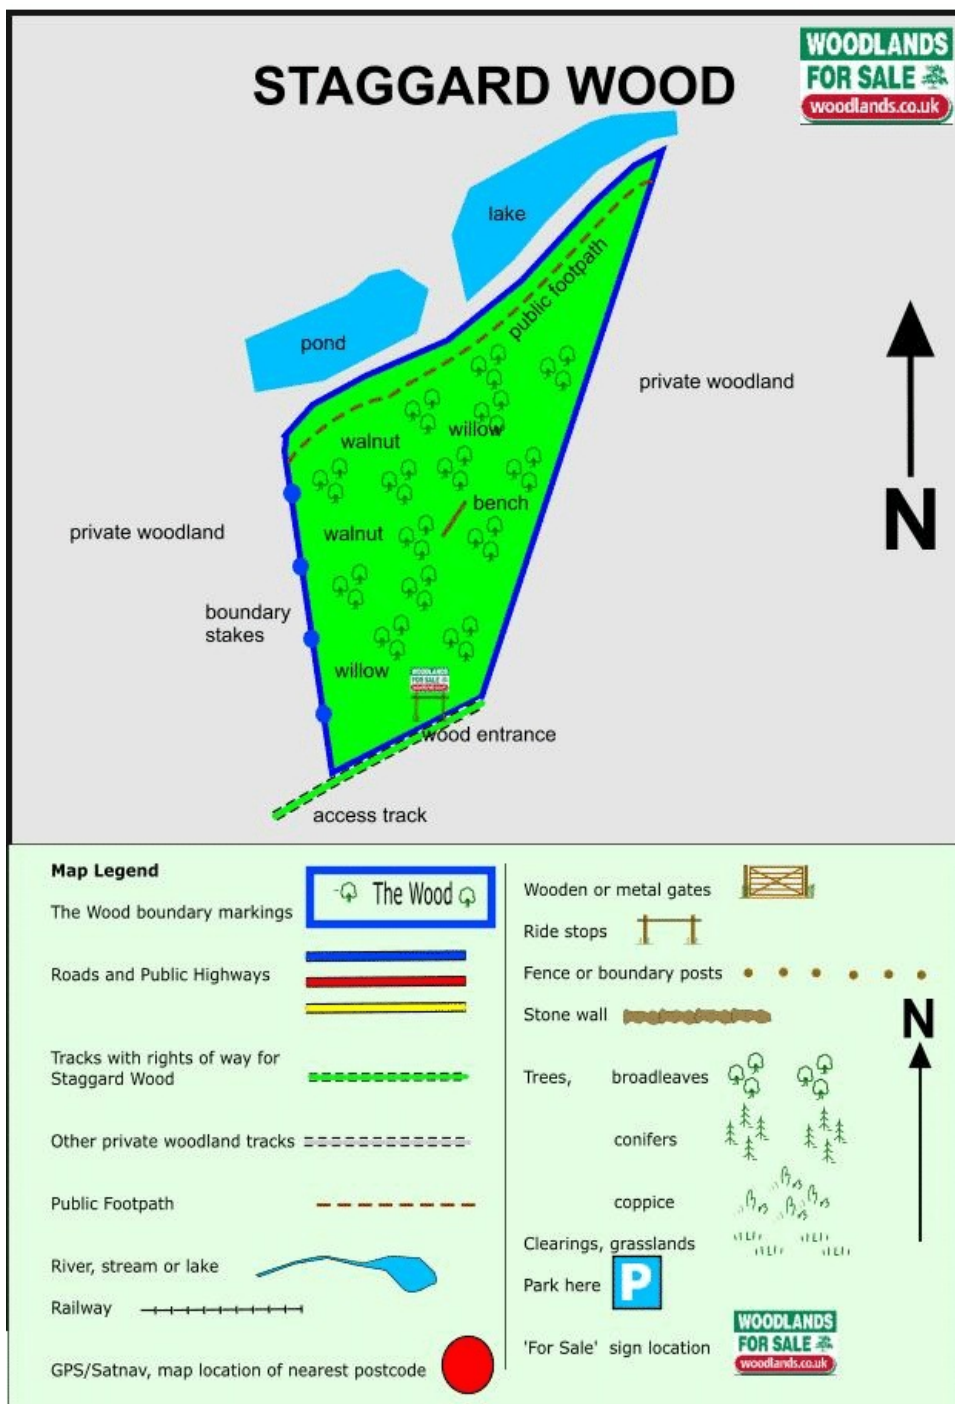 STAGGARD WOOD
WOODLANDS
FOR SALE
woodlands.co.uk
lake
public footpath
pond
private woodland
walnut
willow
bench
N
private woodland
walnut
boundary
stakes
willow
WOODLANDS
FOR SALE
wood entrance
access track
Map Legend
The Wood boundary markings
The Wood
Roads and Public Highways
Tracks with rights of way for
Staggard Wood
Other private woodland tracks
Public Footpath
River, stream or lake
Railway
GPS/Satnav, map location of nearest postcode
Wooden or metal gates
Ride stops
Fence or boundary posts
Stone wall
N
Trees, broadleaves
conifers
coppice
Clearings, grasslands
Park here P
'For Sale' sign location
WOODLANDS
FOR SALE
woodlands.co.uk